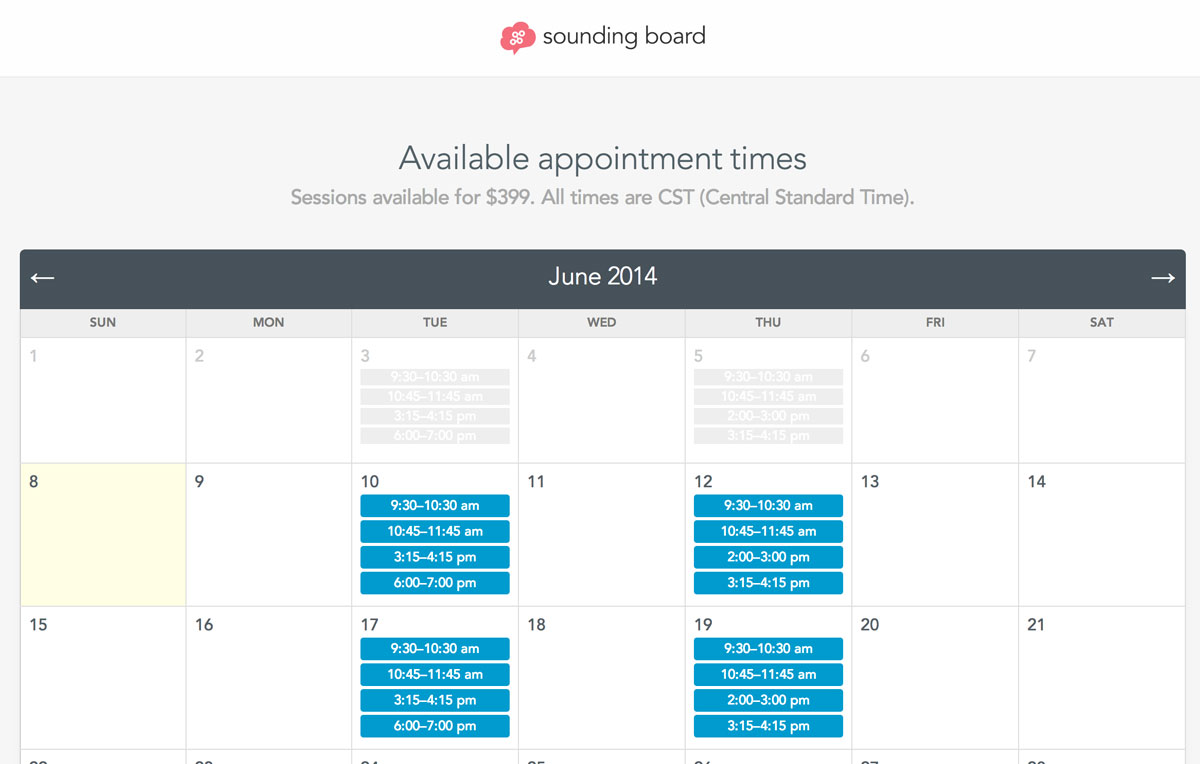 sounding board
Available appointment times
Sessions available for $399. All times are CST (Central Standard Time).
← June 2014 →
SUN MON TUE WED THU FRI SAT
1 2 3 4 5 6 7
9:30–10:30 am 9:30–10:30 am
10:45–11:45 am 10:45–11:45 am
3:15–4:15 pm 2:00–3:00 pm
6:00–7:00 pm 3:15–4:15 pm
8 9 10 11 12 13 14
9:30–10:30 am 9:30–10:30 am
10:45–11:45 am 10:45–11:45 am
3:15–4:15 pm 2:00–3:00 pm
6:00–7:00 pm 3:15–4:15 pm
15 16 17 18 19 20 21
9:30–10:30 am 9:30–10:30 am
10:45–11:45 am 10:45–11:45 am
3:15–4:15 pm 2:00–3:00 pm
6:00–7:00 pm 3:15–4:15 pm